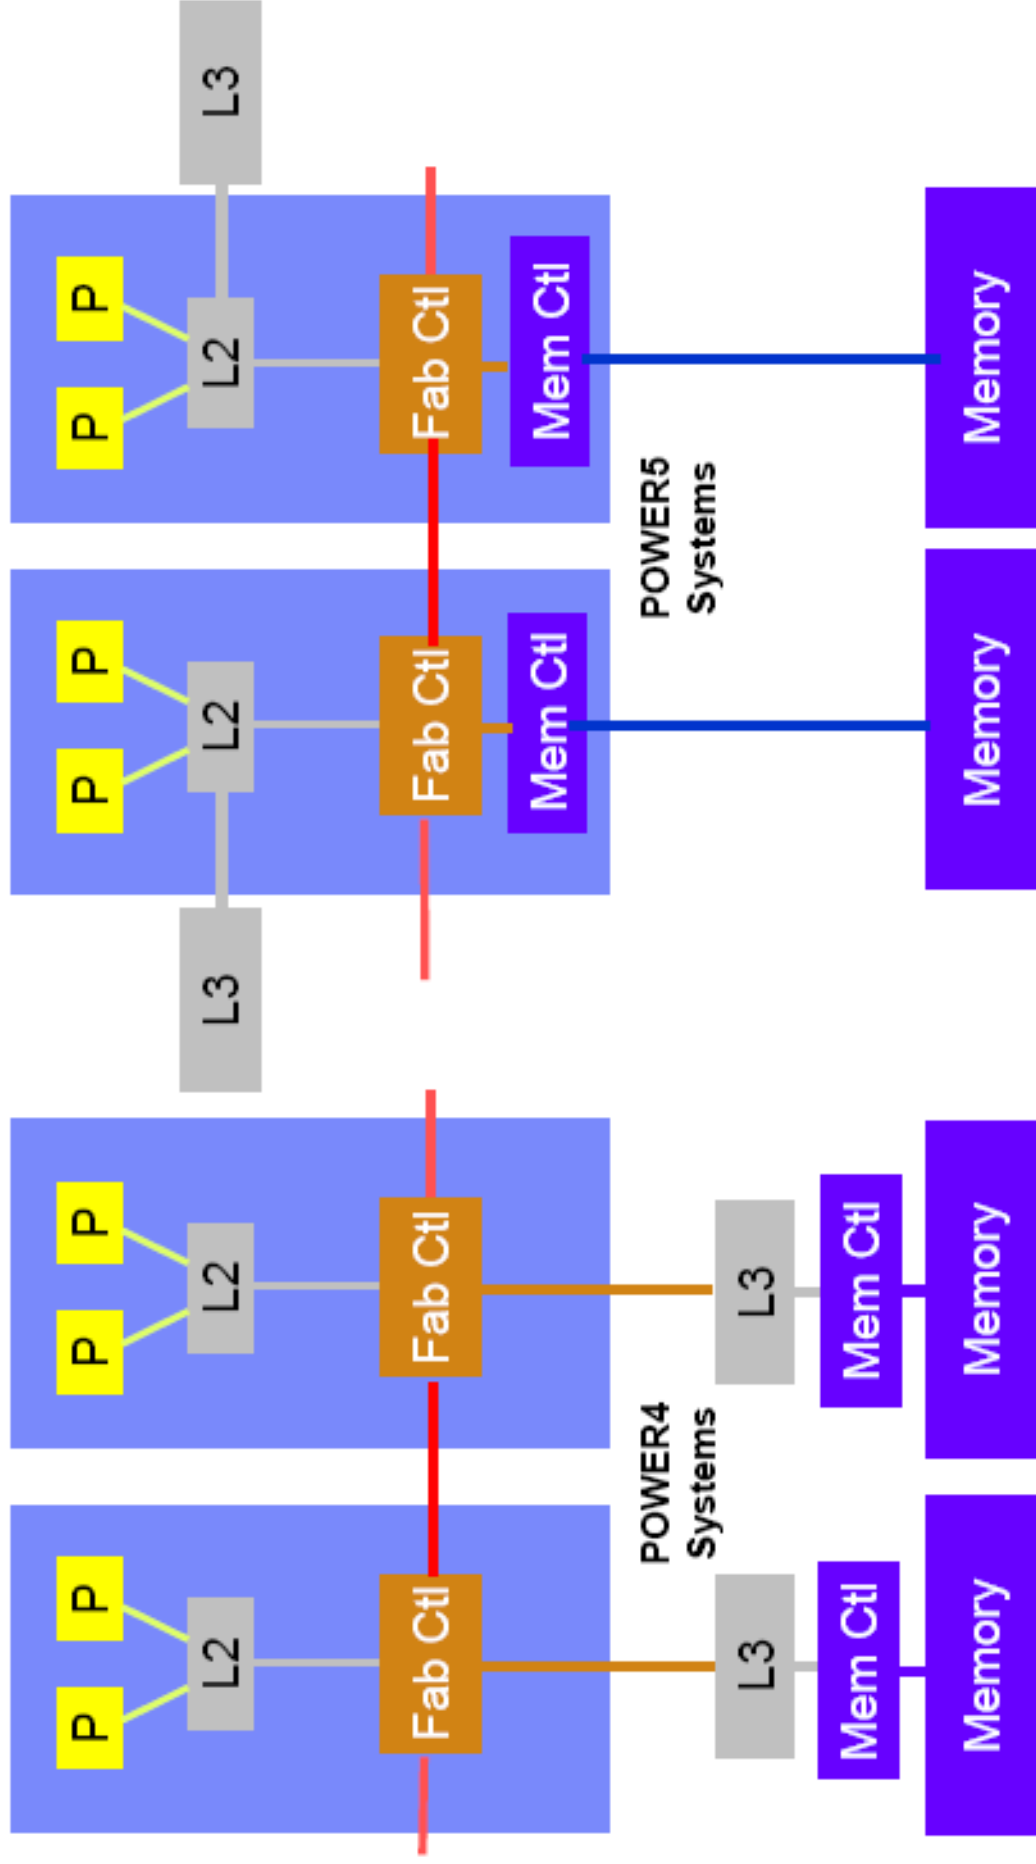 P P P P P P P P
L2 L2 L3 L2 L2 L3
Fab Ctl Fab Ctl Fab Ctl Fab Ctl
Mem Ctl Mem Ctl
POWER4
Systems
POWER5
Systems
L3 L3
Mem Ctl Mem Ctl
Memory Memory Memory Memory